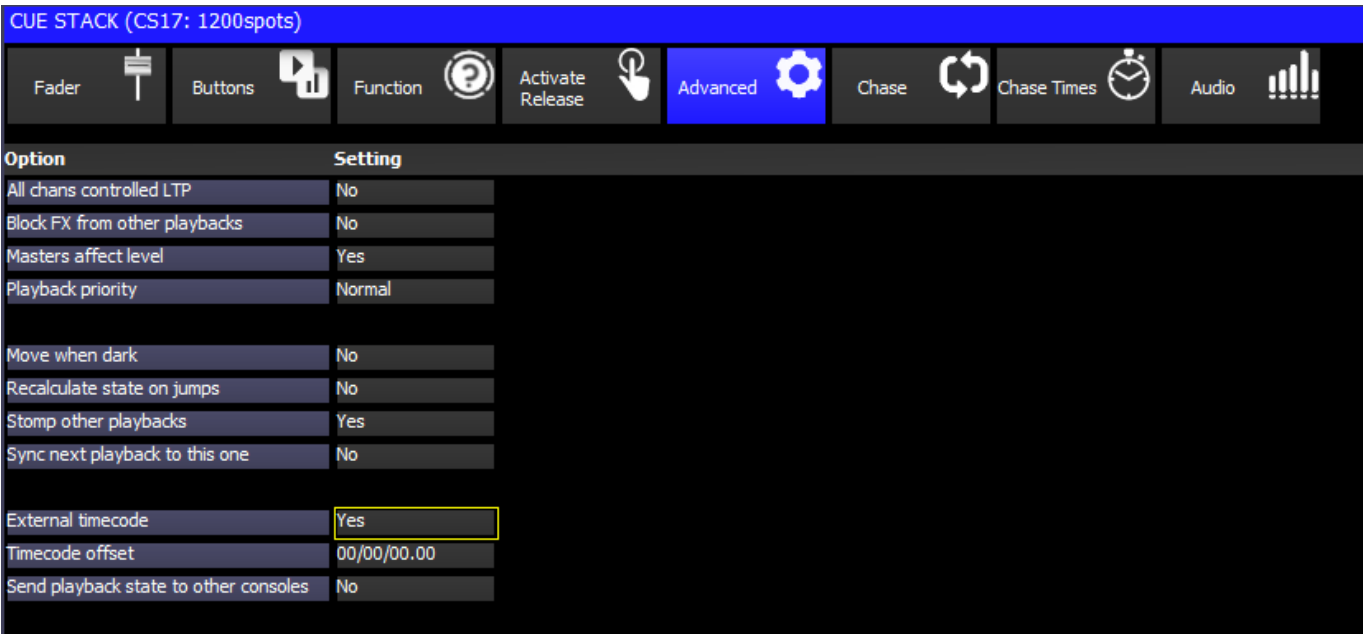 CUE STACK (CS17: 1200spots)
Fader Buttons Function Activate Release Advanced Chase Chase Times Audio
Option Setting
All chans controlled LTP No
Block FX from other playbacks No
Masters affect level Yes
Playback priority Normal
Move when dark No
Recalculate state on jumps No
Stomp other playbacks Yes
Sync next playback to this one No
External timecode Yes
Timecode offset 00/00/00.00
Send playback state to other consoles No